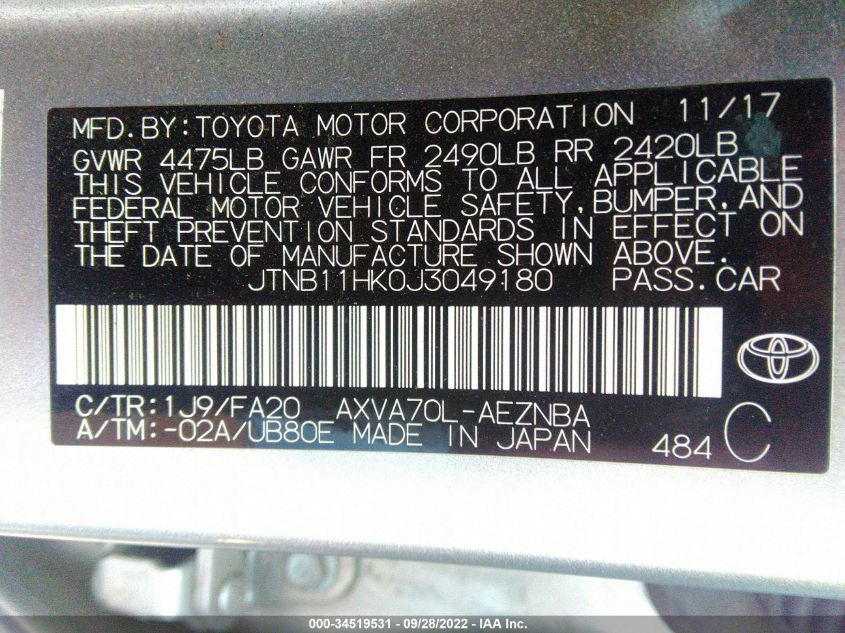 MFD.BY:TOYOTA MOTOR CORPORATION 11/17
GVWR 4475LB GAWR FR 2490LB RR 2420LB
THIS VEHICLE CONFORMS TO ALL APPLICABLE
FEDERAL MOTOR VEHICLE SAFETY,BUMPER,AND
THEFT PREVENTION STANDARDS IN EFFECT ON
THE DATE OF MANUFACTURE SHOWN ABOVE.
JTNB11HK0J3049180 PASS.CAR
C/TR:1J9/FA20 AXVA70L-AEZNBA
A/TM:-02A/UB80E MADE IN JAPAN 484 C
000-34519531 - 09/28/2022 - IAA Inc.